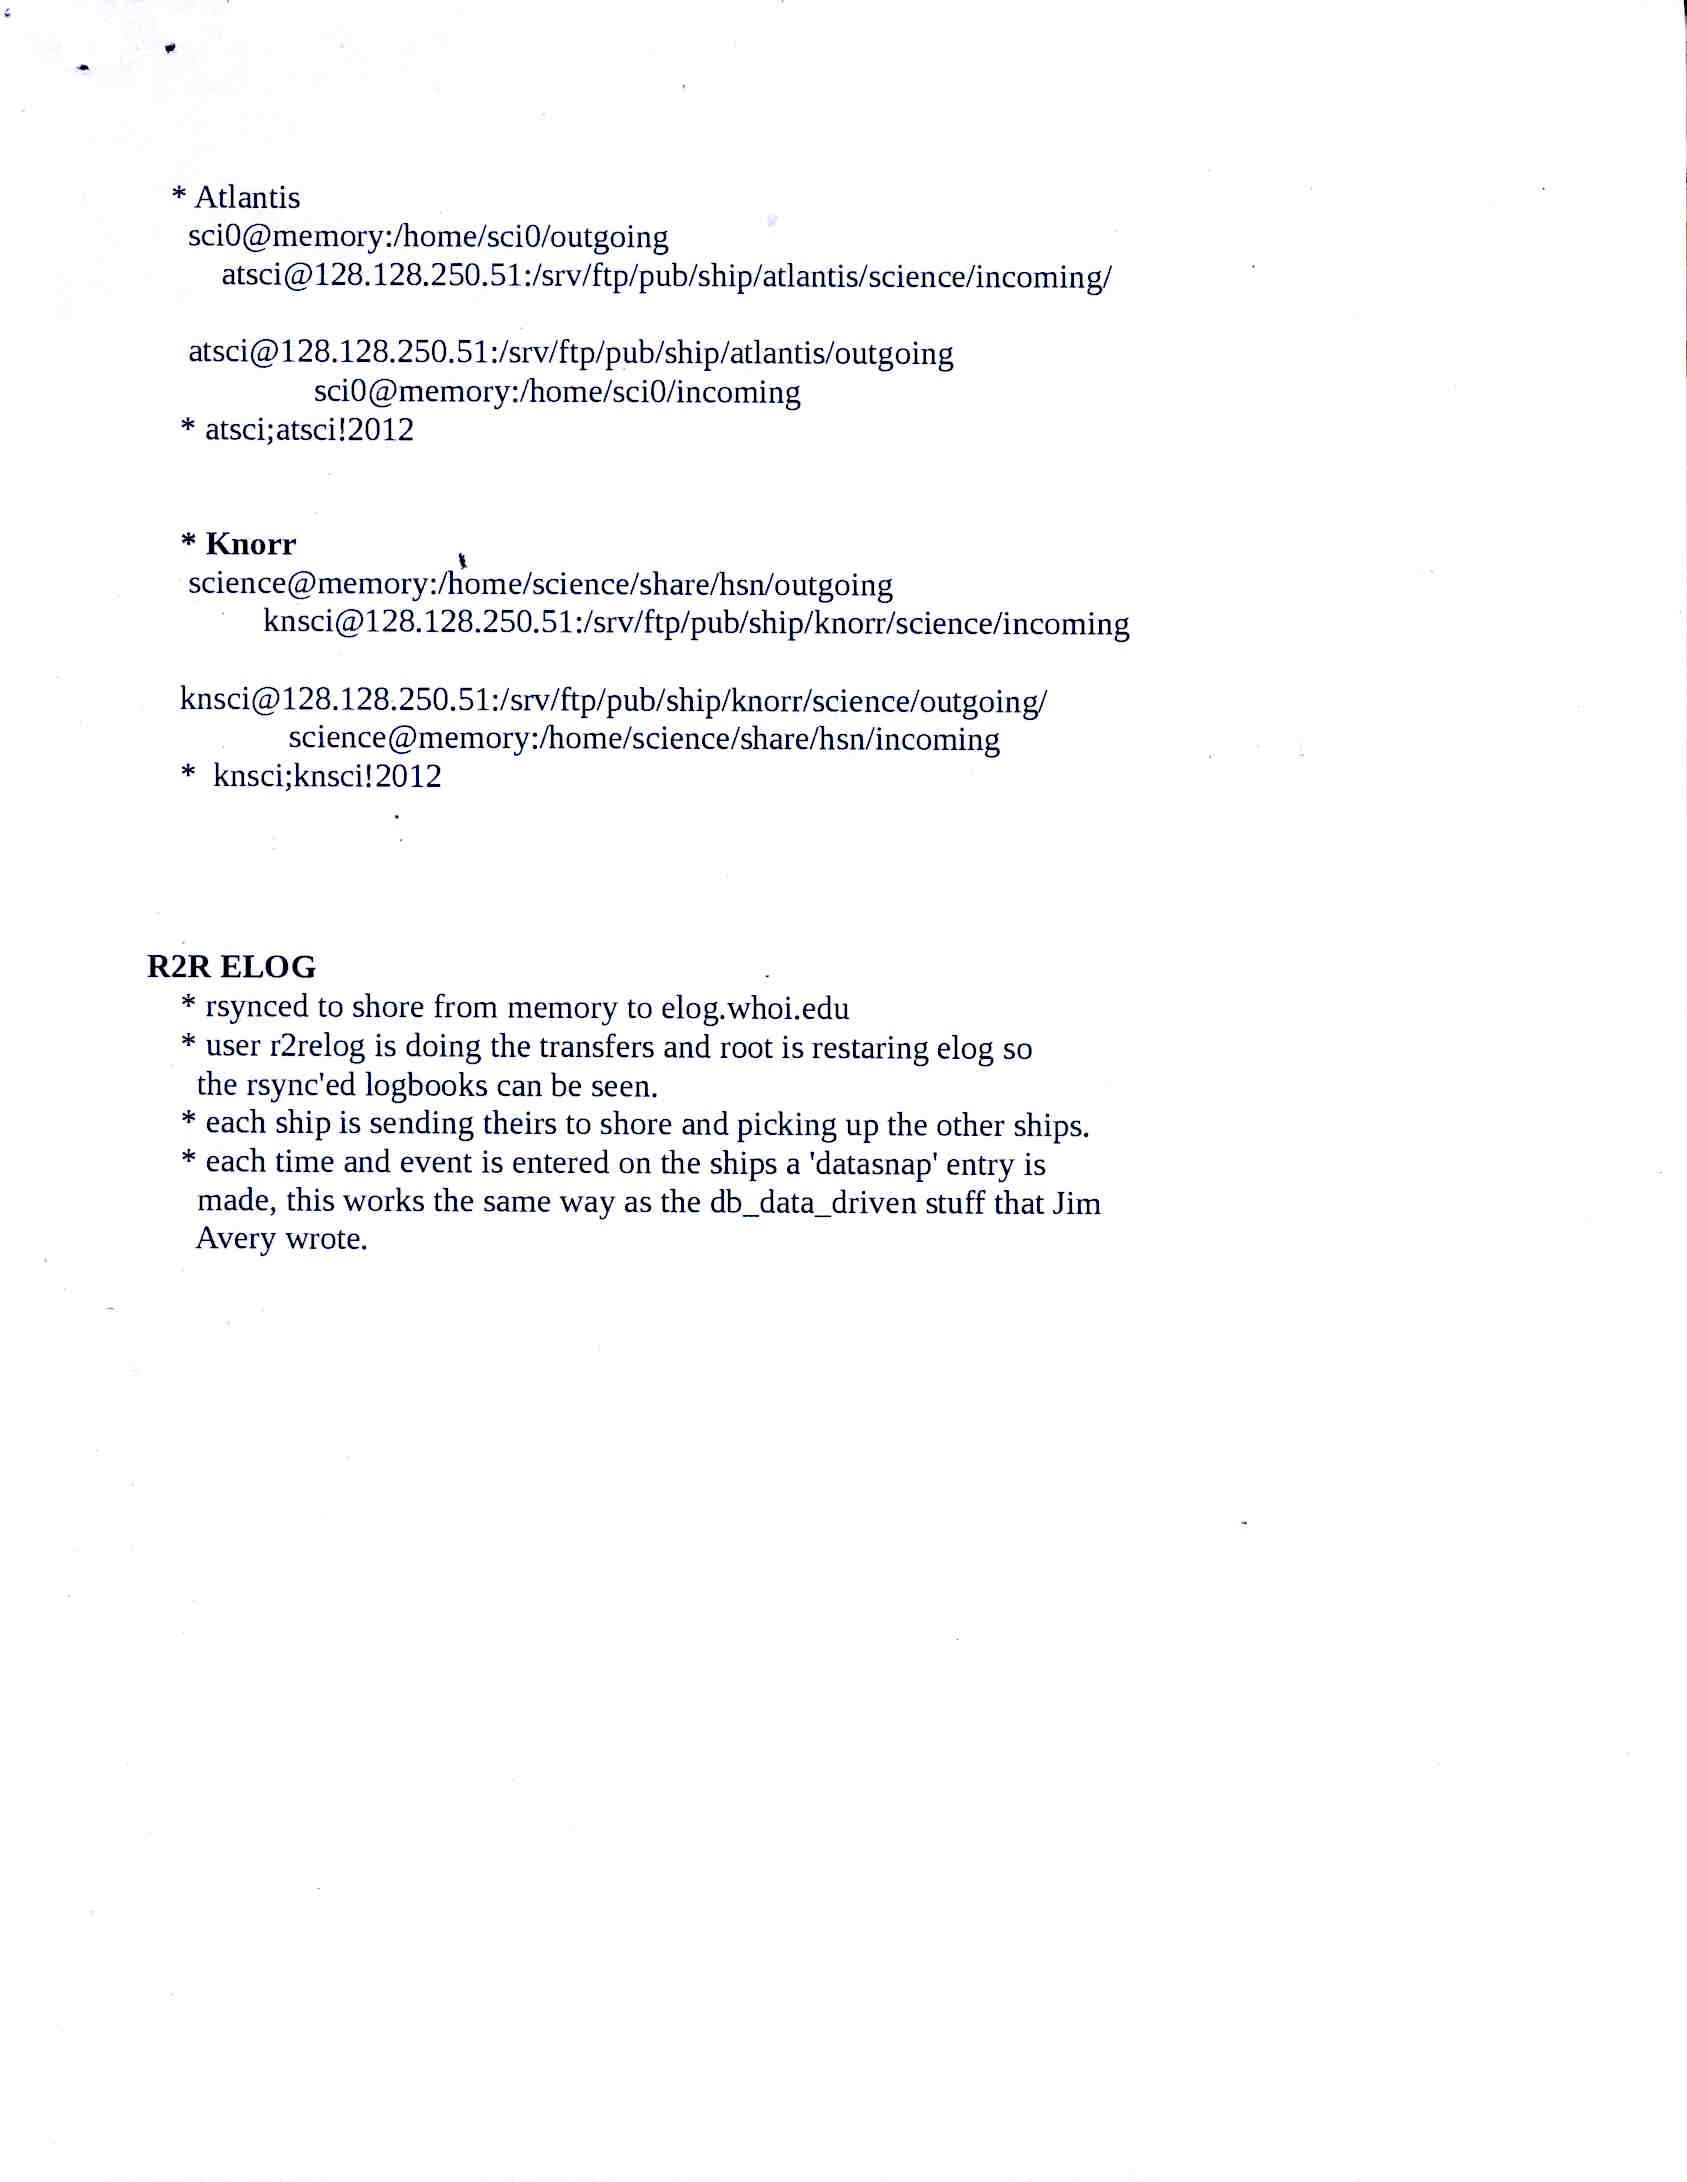 * Atlantis
sci0@memory:/home/sci0/outgoing
atsci@128.128.250.51:/srv/ftp/pub/ship/atlantis/science/incoming/
atsci@128.128.250.51:/srv/ftp/pub/ship/atlantis/outgoing
sci0@memory:/home/sci0/incoming
* atsci;atsci!2012
* Knorr
science@memory:/home/science/share/hsn/outgoing
knsci@128.128.250.51:/srv/ftp/pub/ship/knorr/science/incoming
knsci@128.128.250.51:/srv/ftp/pub/ship/knorr/science/outgoing/
science@memory:/home/science/share/hsn/incoming
* knsci;knsci!2012
R2R ELOG
* rsynced to shore from memory to elog.whoi.edu
* user r2relog is doing the transfers and root is restaring elog so
the rsync'ed logbooks can be seen.
* each ship is sending theirs to shore and picking up the other ships.
* each time and event is entered on the ships a 'datasnap' entry is
made, this works the same way as the db_data_driven stuff that Jim
Avery wrote.